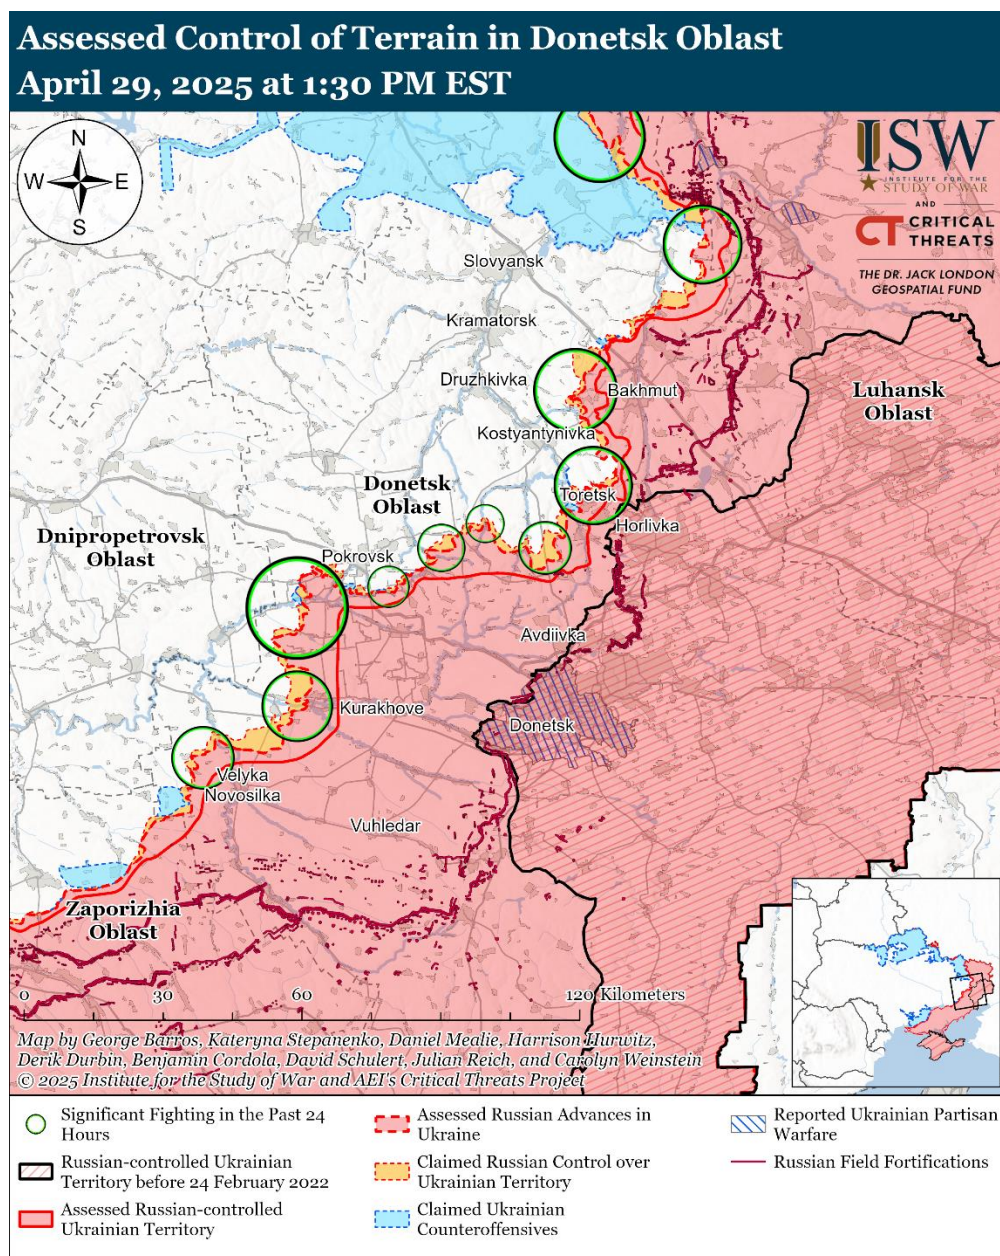 Assessed Control of Terrain in Donetsk Oblast
April 29, 2025 at 1:30 PM EST
N
W
E
S
ISW
INSTITUTE FOR THE
STUDY OF WAR
AND
CT CRITICAL
THREATS
THE DR. JACK LONDON
GEOSPATIAL FUND
Slovyansk
Kramatorsk
Druzhkivka
Bakhmut
Luhansk
Oblast
Kostyantynivka
Donetsk
Oblast
Toretsk
Horlivka
Dnipropetrovsk
Oblast
Pokrovsk
Avdiivka
Kurakhove
Donetsk
Velyka
Novosilka
Vuhledar
Zaporizhia
Oblast
0
30
60
120 Kilometers
Map by George Barros, Kateryna Stepanenko, Daniel Mealie, Harrison Hurwitz,
Derik Durbin, Benjamin Cordola, David Schulert, Julian Reich, and Carolyn Weinstein
© 2025 Institute for the Study of War and AEI's Critical Threats Project
Significant Fighting in the Past 24
Hours
Russian-controlled Ukrainian
Territory before 24 February 2022
Assessed Russian-controlled
Ukrainian Territory
Assessed Russian Advances in
Ukraine
Claimed Russian Control over
Ukrainian Territory
Claimed Ukrainian
Counteroffensives
Reported Ukrainian Partisan
Warfare
Russian Field Fortifications